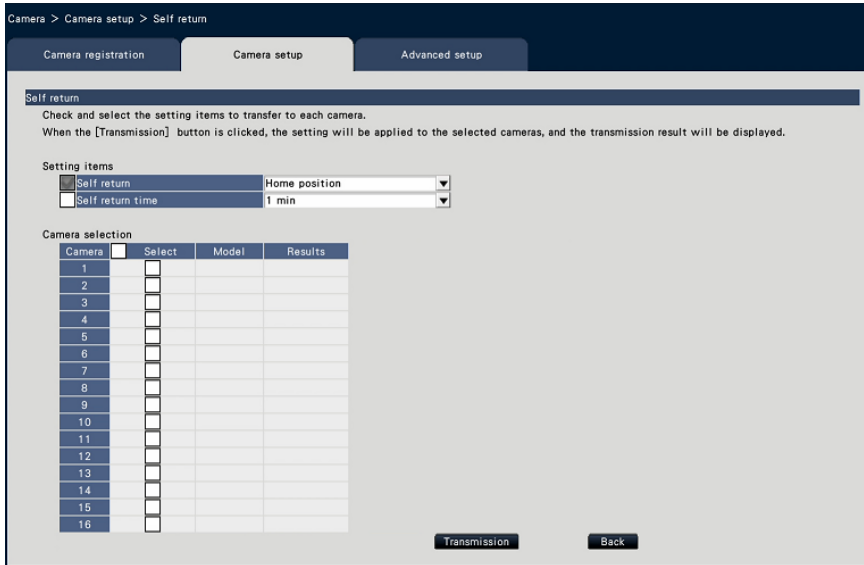 Camera > Camera setup > Self return
Camera registration Camera setup Advanced setup
Self return
Check and select the setting items to transfer to each camera.
When the [Transmission] button is clicked, the setting will be applied to the selected cameras, and the transmission result will be displayed.
Setting items
Self return Home position
Self return time 1 min
Camera selection
Camera Select Model Results
1
2
3
4
5
6
7
8
9
10
11
12
13
14
15
16
Transmission Back